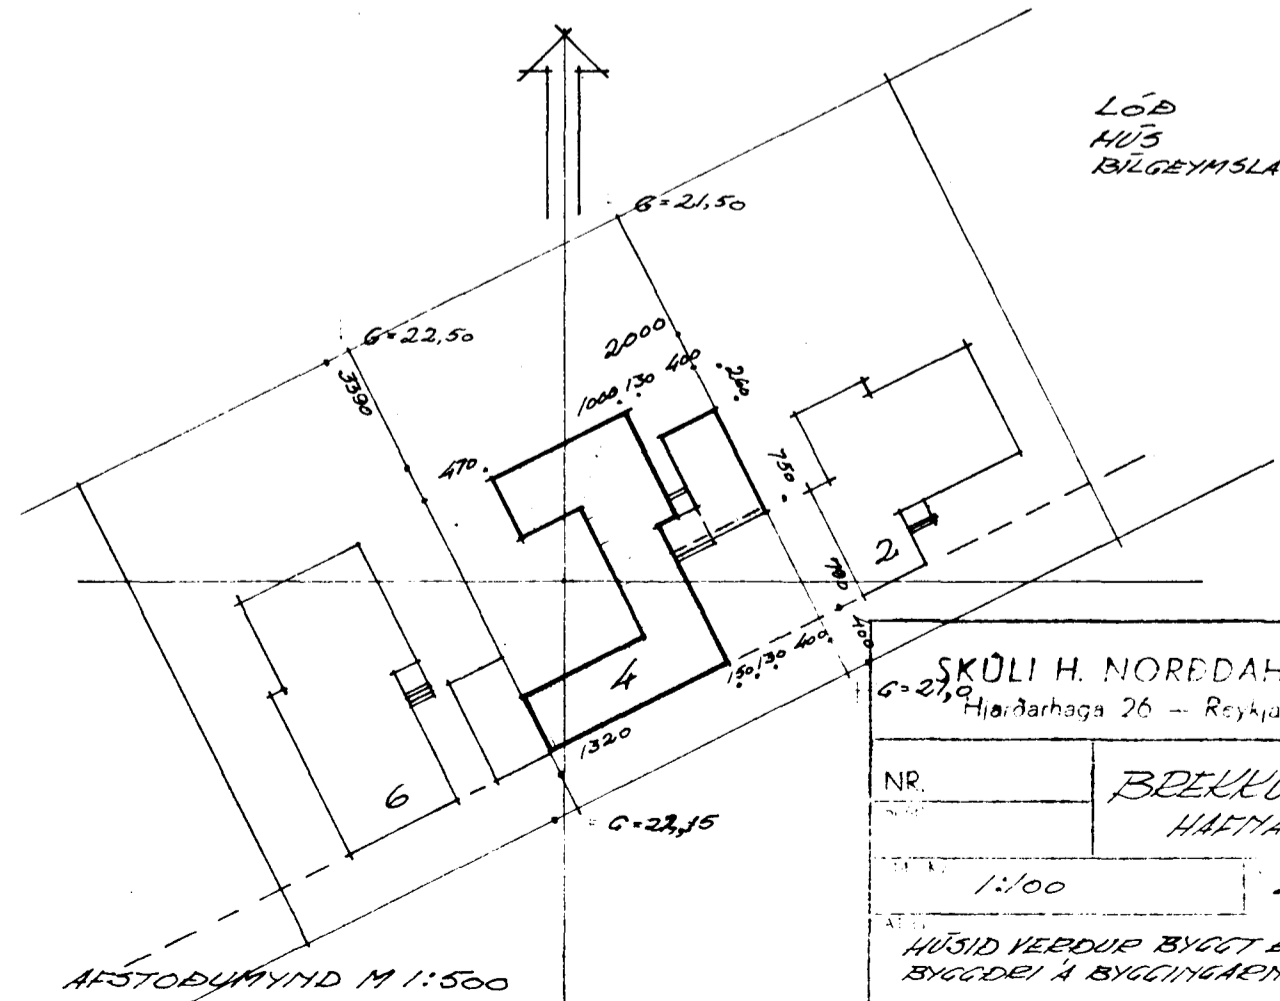 LÓÐ
HÚS
BÍLGEYMSLA
G=21,50
G=22,50
2000
3390
1000 130 400
260
470
750
2
700
400
4
150 130 400
G=21,0
1320
6
G=22,15
SKÚLI H. NORÐDAH
Hjarðarhaga 26 — Reykja
NR.
BREKKU
HAFNA
1:100
HÚSIÐ VERÐUR BYGGT
BYGGÐRI Á BYGGINGARN
AFSTÖÐUMYND M 1:500